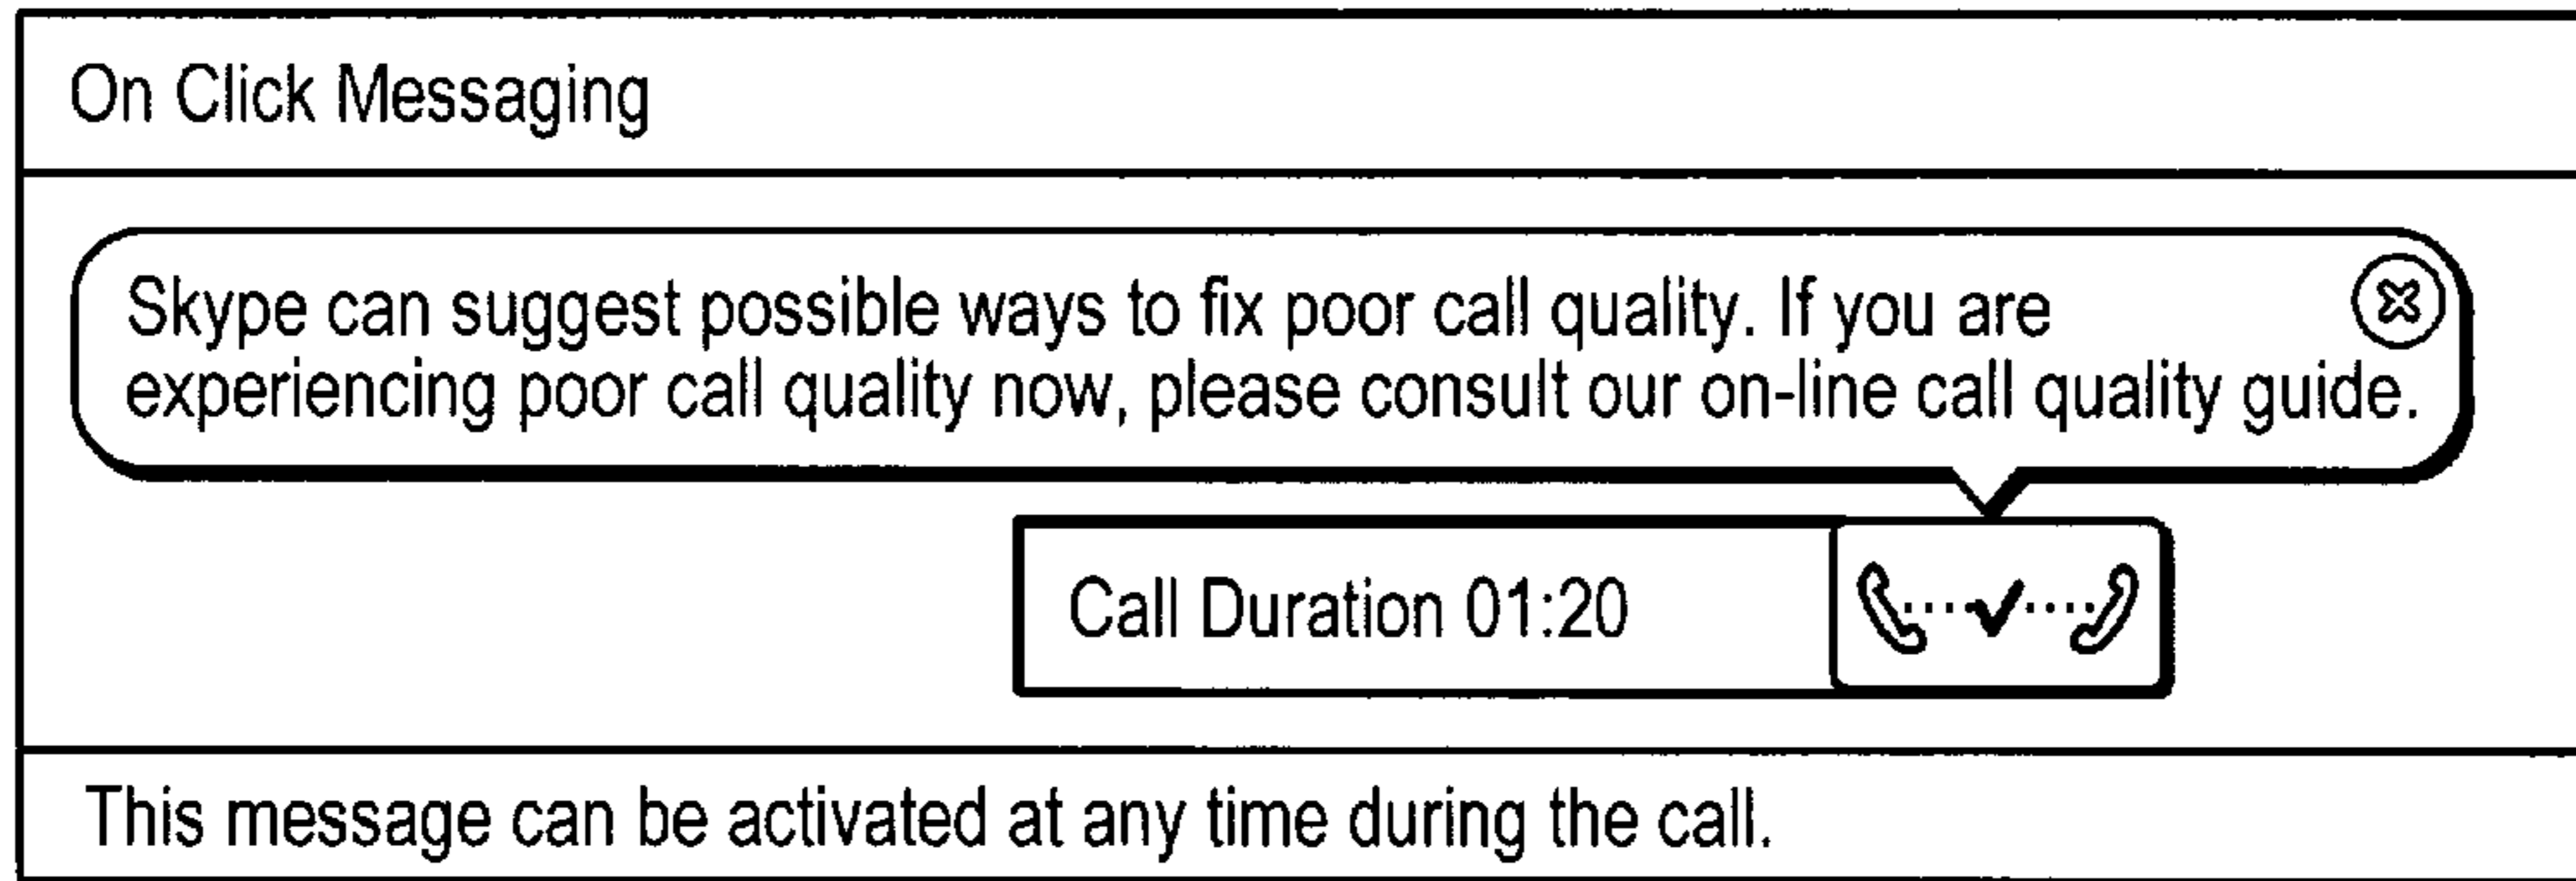 On Click Messaging
Skype can suggest possible ways to fix poor call quality. If you are
experiencing poor call quality now, please consult our on-line call quality guide.
Call Duration 01:20
This message can be activated at any time during the call.